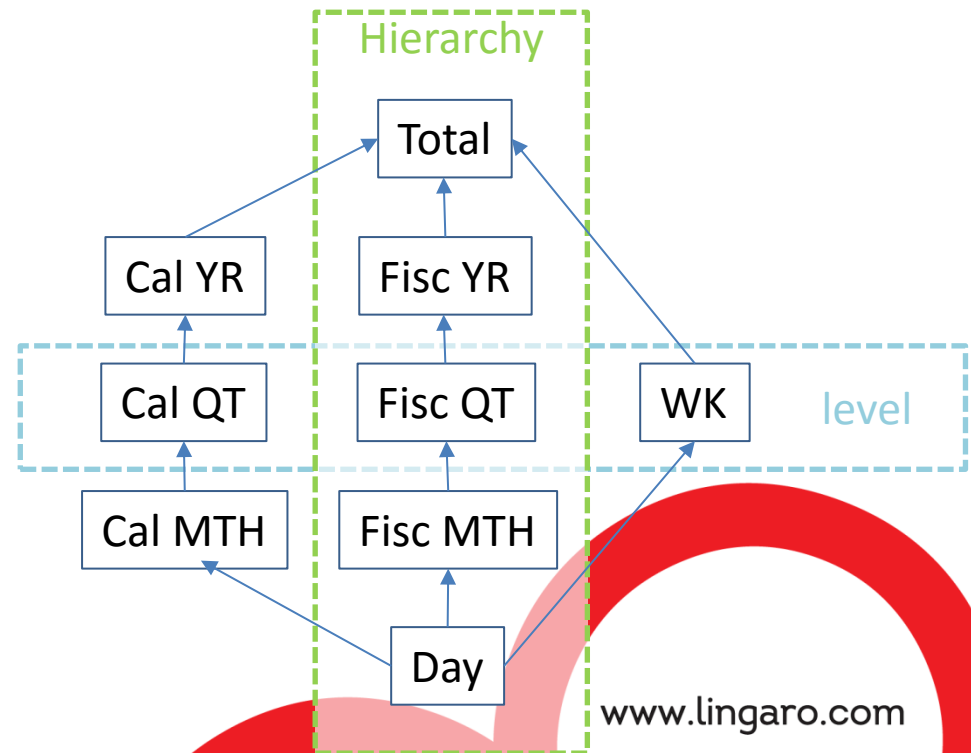 Hierarchy
Total
Cal YR
Fisc YR
Cal QT
Fisc QT
WK
level
Cal MTH
Fisc MTH
Day
www.lingaro.com